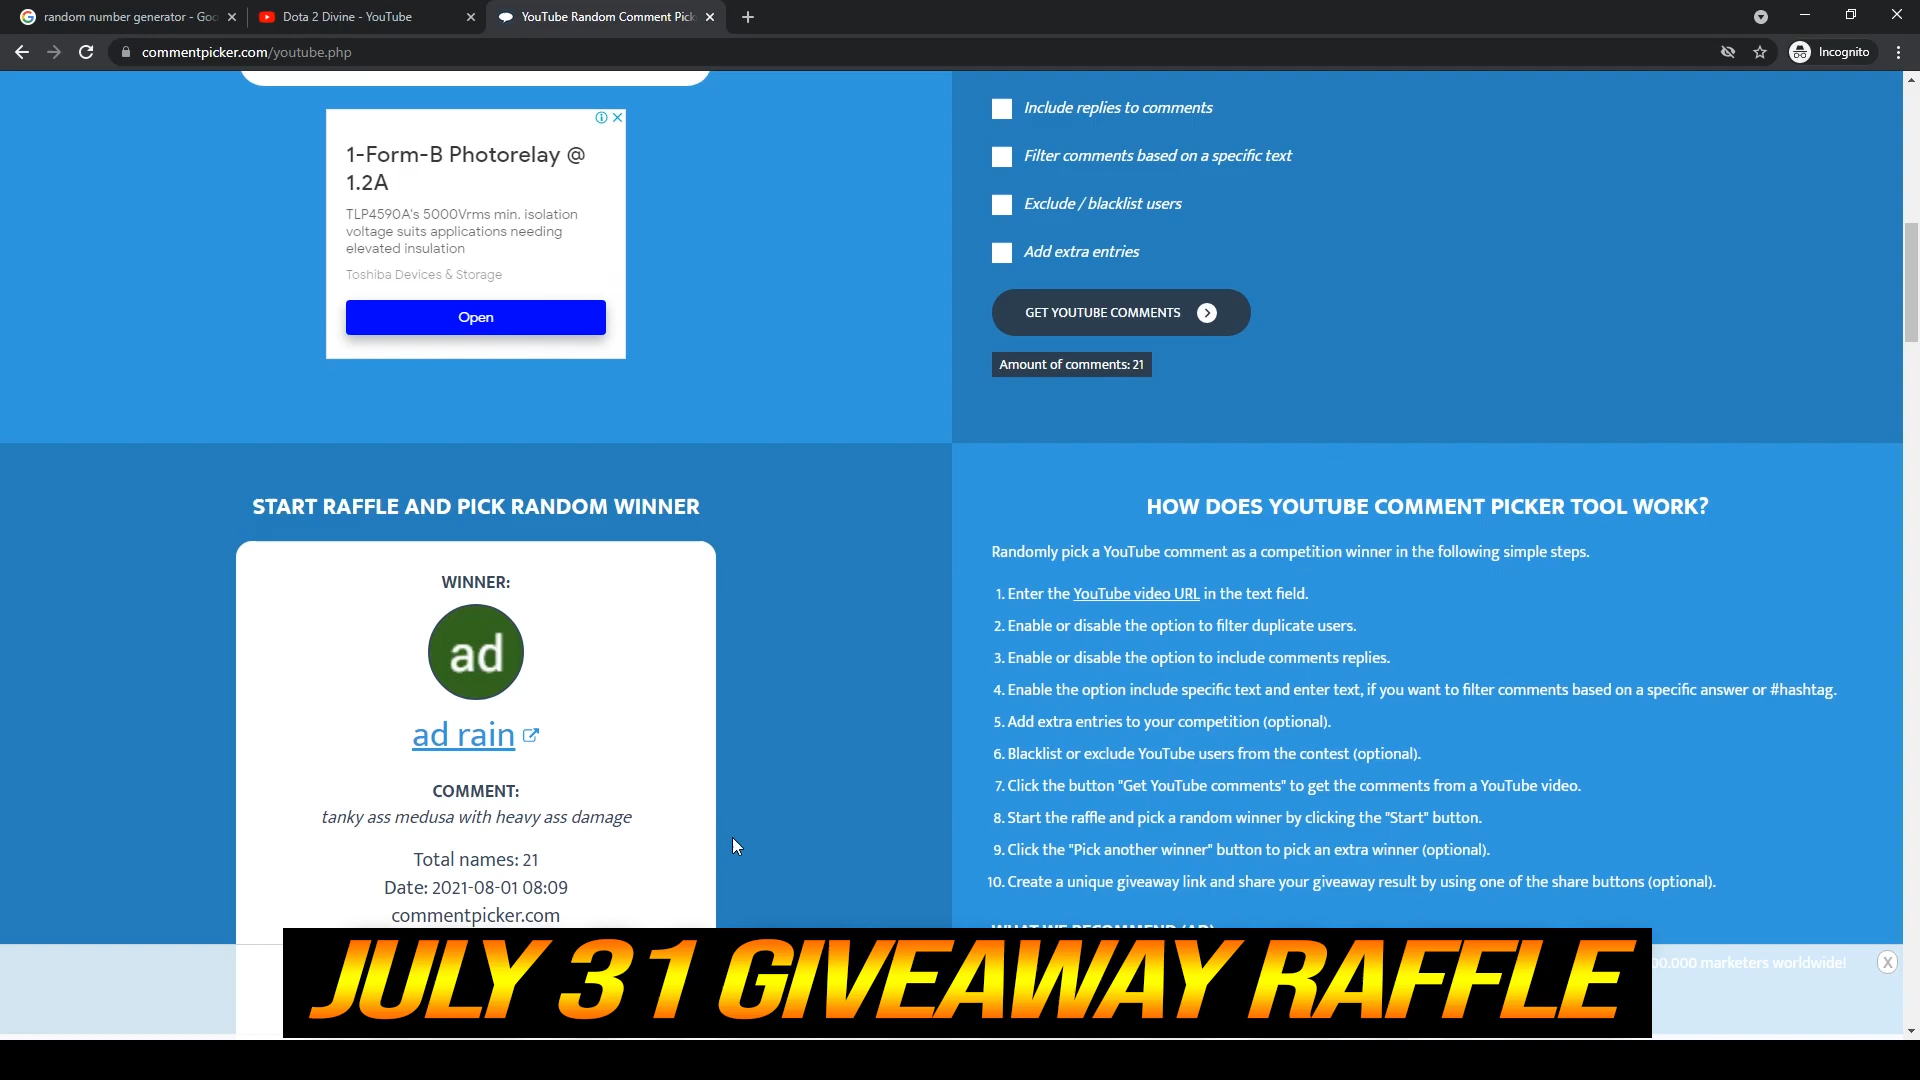 random number generator - Goo
Dota 2 Divine - YouTube
YouTube Random Comment Pick
commentpicker.com/youtube.php
Incognito
1-Form-B Photorelay @
1.2A
TLP4590A's 5000Vrms min. isolation
voltage suits applications needing
elevated insulation
Toshiba Devices & Storage
Open
Include replies to comments
Filter comments based on a specific text
Exclude / blacklist users
Add extra entries
GET YOUTUBE COMMENTS
Amount of comments: 21
START RAFFLE AND PICK RANDOM WINNER
WINNER:
ad
ad rain
COMMENT:
tanky ass medusa with heavy ass damage
Total names: 21
Date: 2021-08-01 08:09
commentpicker.com
HOW DOES YOUTUBE COMMENT PICKER TOOL WORK?
Randomly pick a YouTube comment as a competition winner in the following simple steps.
1. Enter the YouTube video URL in the text field.
2. Enable or disable the option to filter duplicate users.
3. Enable or disable the option to include comments replies.
4. Enable the option include specific text and enter text, if you want to filter comments based on a specific answer or #hashtag.
5. Add extra entries to your competition (optional).
6. Blacklist or exclude YouTube users from the contest (optional).
7. Click the button "Get YouTube comments" to get the comments from a YouTube video.
8. Start the raffle and pick a random winner by clicking the "Start" button.
9. Click the "Pick another winner" button to pick an extra winner (optional).
10. Create a unique giveaway link and share your giveaway result by using one of the share buttons (optional).
WHAT WE RECOMMEND (AD)
00.000 marketers worldwide!
X
JULY 31 GIVEAWAY RAFFLE